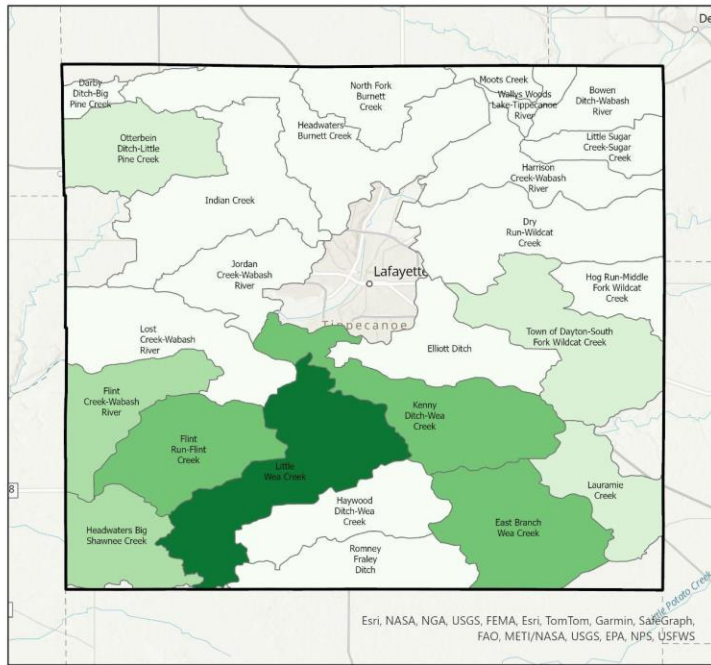 De
Darby
Ditch-Big
Pine Creek
North Fork
Burnett
Creek
Moots Creek
Wallys Woods
Lake-Tippecanoe
River
Bowen
Ditch-Wabash
River
Otterbein
Ditch-Little
Pine Creek
Headwaters
Burnett Creek
Little Sugar
Creek-Sugar
Creek
Harrison
Creek-Wabash
River
Indian Creek
Dry
Run-Wildcat
Creek
Jordan
Creek-Wabash
River
Lafayette
Hog Run-Middle
Fork Wildcat
Creek
Tippecanoe
Lost
Creek-Wabash
River
Elliott Ditch
Town of Dayton-South
Fork Wildcat Creek
Flint
Creek-Wabash
River
Kenny
Ditch-Wea
Creek
Flint
Run-Flint
Creek
Little
Wea Creek
Lauramie
Creek
8
Haywood
Ditch-Wea
Creek
Headwaters Big
Shawnee Creek
East Branch
Wea Creek
Romney
Fraley
Ditch
Little Potato Creek
Esri, NASA, NGA, USGS, FEMA, Esri, TomTom, Garmin, SafeGraph,
FAO, METI/NASA, USGS, EPA, NPS, USFWS